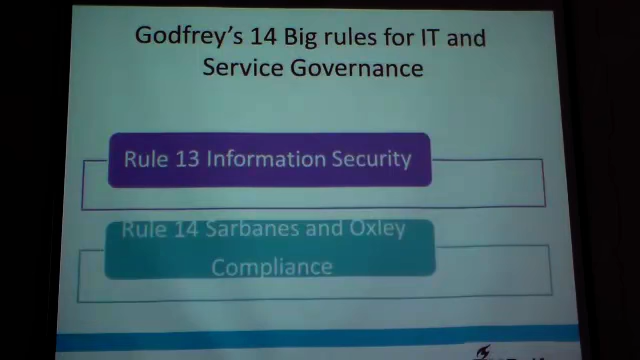 Godfrey's 14 Big rules for IT and
Service Governance
Rule 13 Information Security
Rule 14 Sarbanes and Oxley
Compliance